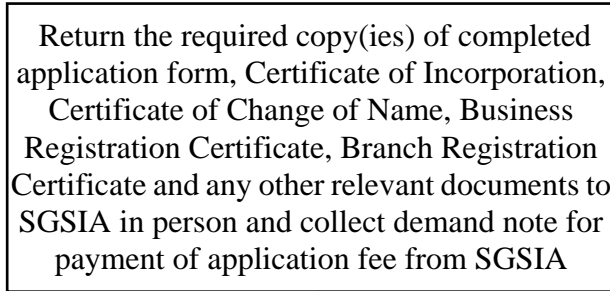 Return the required copy(ies) of completed
application form, Certificate of Incorporation,
Certificate of Change of Name, Business
Registration Certificate, Branch Registration
Certificate and any other relevant documents to
SGSIA in person and collect demand note for
payment of application fee from SGSIA